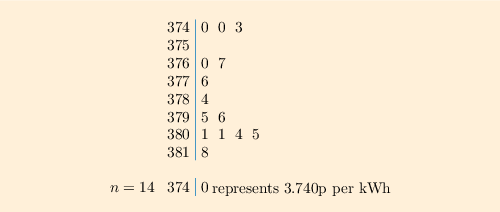 374 | 0 0 3
375 |
376 | 0 7
377 | 6
378 | 4
379 | 5 6
380 | 1 1 4 5
381 | 8
n = 14 374 | 0 represents 3.740p per kWh